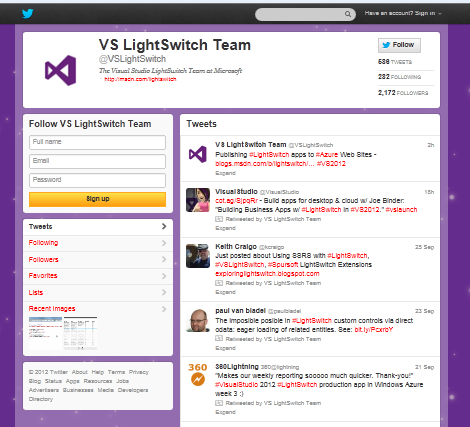 Have an account? Sign in
VS LightSwitch Team
@VSLightSwitch
The Visual Studio LightSwitch Team at Microsoft
http://msdn.com/lightswitch
Follow
686 TWEETS
282 FOLLOWING
2,172 FOLLOWERS
Follow VS LightSwitch Team
Full name
Email
Password
Sign up
Tweets
Following
Followers
Favorites
Lists
Recent images
© 2012 Twitter About Help Terms Privacy
Blog Status Apps Resources Jobs
Advertisers Businesses Media Developers
Directory
Tweets
VS LightSwitch Team @VSLightSwitch 2h
Publishing #LightSwitch apps to #Azure Web Sites -
blogs.msdn.com/b/lightswitch/... #VS2012
Expand
VisualStudio @VisualStudio 18h
cot.ag/SjpqRr - Build apps for desktop & cloud w/ Joe Binder:
"Building Business Apps w/ #LightSwitch in #VS2012." #vslaunch
Retweeted by VS LightSwitch Team
Expand
Keith Craigo @kcraigo 25 Sep
Just posted about Using SSRS with #LightSwitch,
#VSLightSwitch, #Spursoft LightSwitch Extensions
exploringlightswitch.blogspot.com
Retweeted by VS LightSwitch Team
Expand
paul van bladel @paulbladel 23 Sep
The imposible posible in #LightSwitch custom controls via direct
odata: eager loading of related entities. See: bit.ly/PcxrbY
Retweeted by VS LightSwitch Team
Expand
360
360Lightning @360lightning 21 Sep
"Makes our weekly reporting sooooo much quicker. Thank-you!"
#VisualStudio 2012 #LightSwitch production app in Windows Azure
week 3 :)
Retweeted by VS LightSwitch Team
Expand